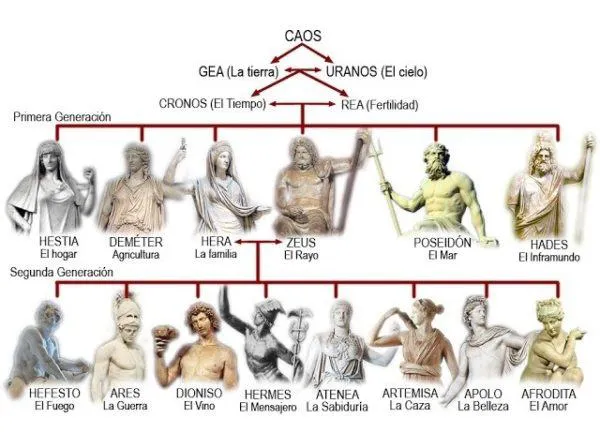 CAOS
GEA (La tierra)
URANOS (El cielo)
CRONOS (El Tiempo)
REA (Fertilidad)
Primera Generación
HESTIA
El hogar
DEMÉTER
Agricultura
HERA
La familia
ZEUS
El Rayo
POSEIDÓN
El Mar
HADES
El Inframundo
Segunda Generación
HEFESTO
El Fuego
ARES
La Guerra
DIONISO
El Vino
HERMES
El Mensajero
ATENEA
La Sabiduria
ARTEMISA
La Caza
APOLO
La Belleza
AFRODITA
El Amor